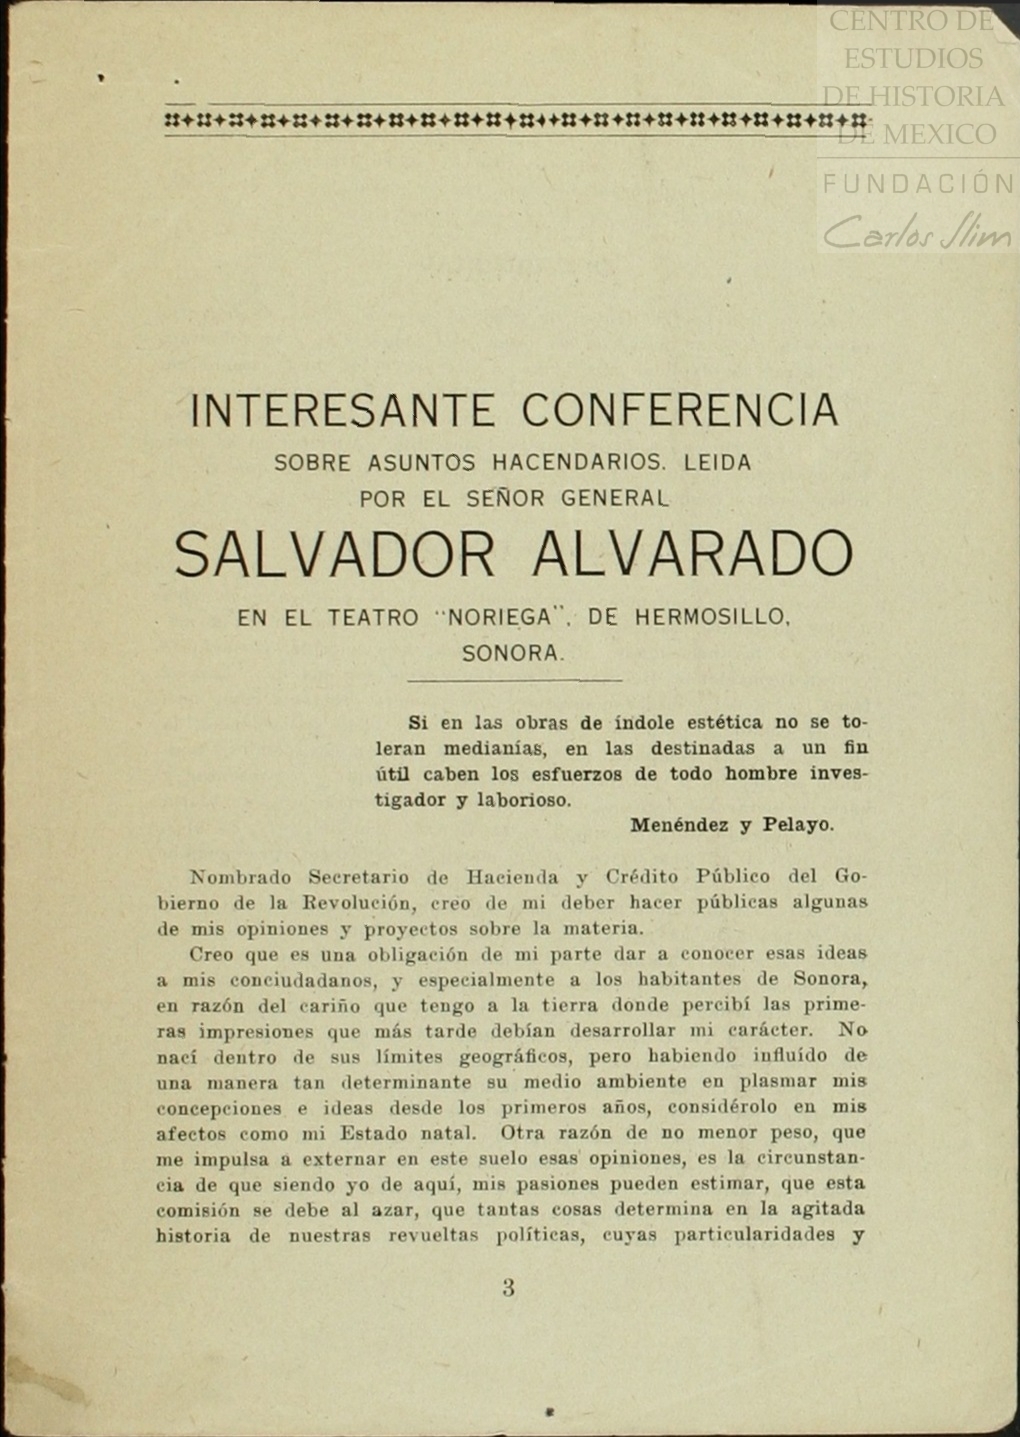 CENTRO DE
ESTUDIOS
DE HISTORIA
DE MEXICO
FUNDACIÓN
Carlos Slim
INTERESANTE CONFERENCIA
SOBRE ASUNTOS HACENDARIOS. LEIDA
POR EL SEÑOR GENERAL
SALVADOR ALVARADO
EN EL TEATRO "NORIEGA", DE HERMOSILLO,
SONORA.
Si en las obras de índole estética no se to-
leran medianías, en las destinadas a un fin
útil caben los esfuerzos de todo hombre inves-
tigador y laborioso.
Menéndez y Pelayo.
Nombrado Secretario de Hacienda y Crédito Público del Go-
bierno de la Revolución, creo de mi deber hacer públicas algunas
de mis opiniones y proyectos sobre la materia.
Creo que es una obligación de mi parte dar a conocer esas ideas
a mis conciudadanos, y especialmente a los habitantes de Sonora,
en razón del cariño que tengo a la tierra donde percibí las prime-
ras impresiones que más tarde debían desarrollar mi carácter. No
nací dentro de sus límites geográficos, pero habiendo influído de
una manera tan determinante su medio ambiente en plasmar mis
concepciones e ideas desde los primeros años, considérolo en mis
afectos como mi Estado natal. Otra razón de no menor peso, que
me impulsa a externar en este suelo esas opiniones, es la circunstan-
cia de que siendo yo de aquí, mis pasiones pueden estimar, que esta
comisión se debe al azar, que tantas cosas determina en la agitada
historia de nuestras revueltas políticas, cuyas particularidades y
3